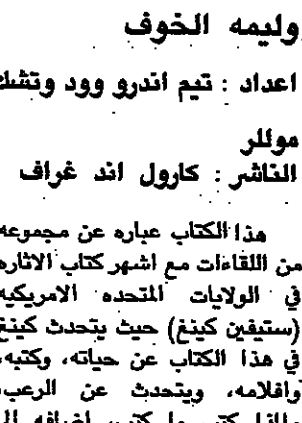 وليمه الخوف
اعداد : تيم اندرو وود وتشك
موللر
الناشر : كارول اند غراف
هذا الكتاب عباره عن مجموعه
من اللقاءات مع اشهر كتاب الاثاره
في الولايات المتحده الامريكيه
(ستيفين كينغ) حيث يتحدث كينغ
في هذا الكتاب عن حياته، وكتبه،
وافلامه، ويتحدث عن الرعب،